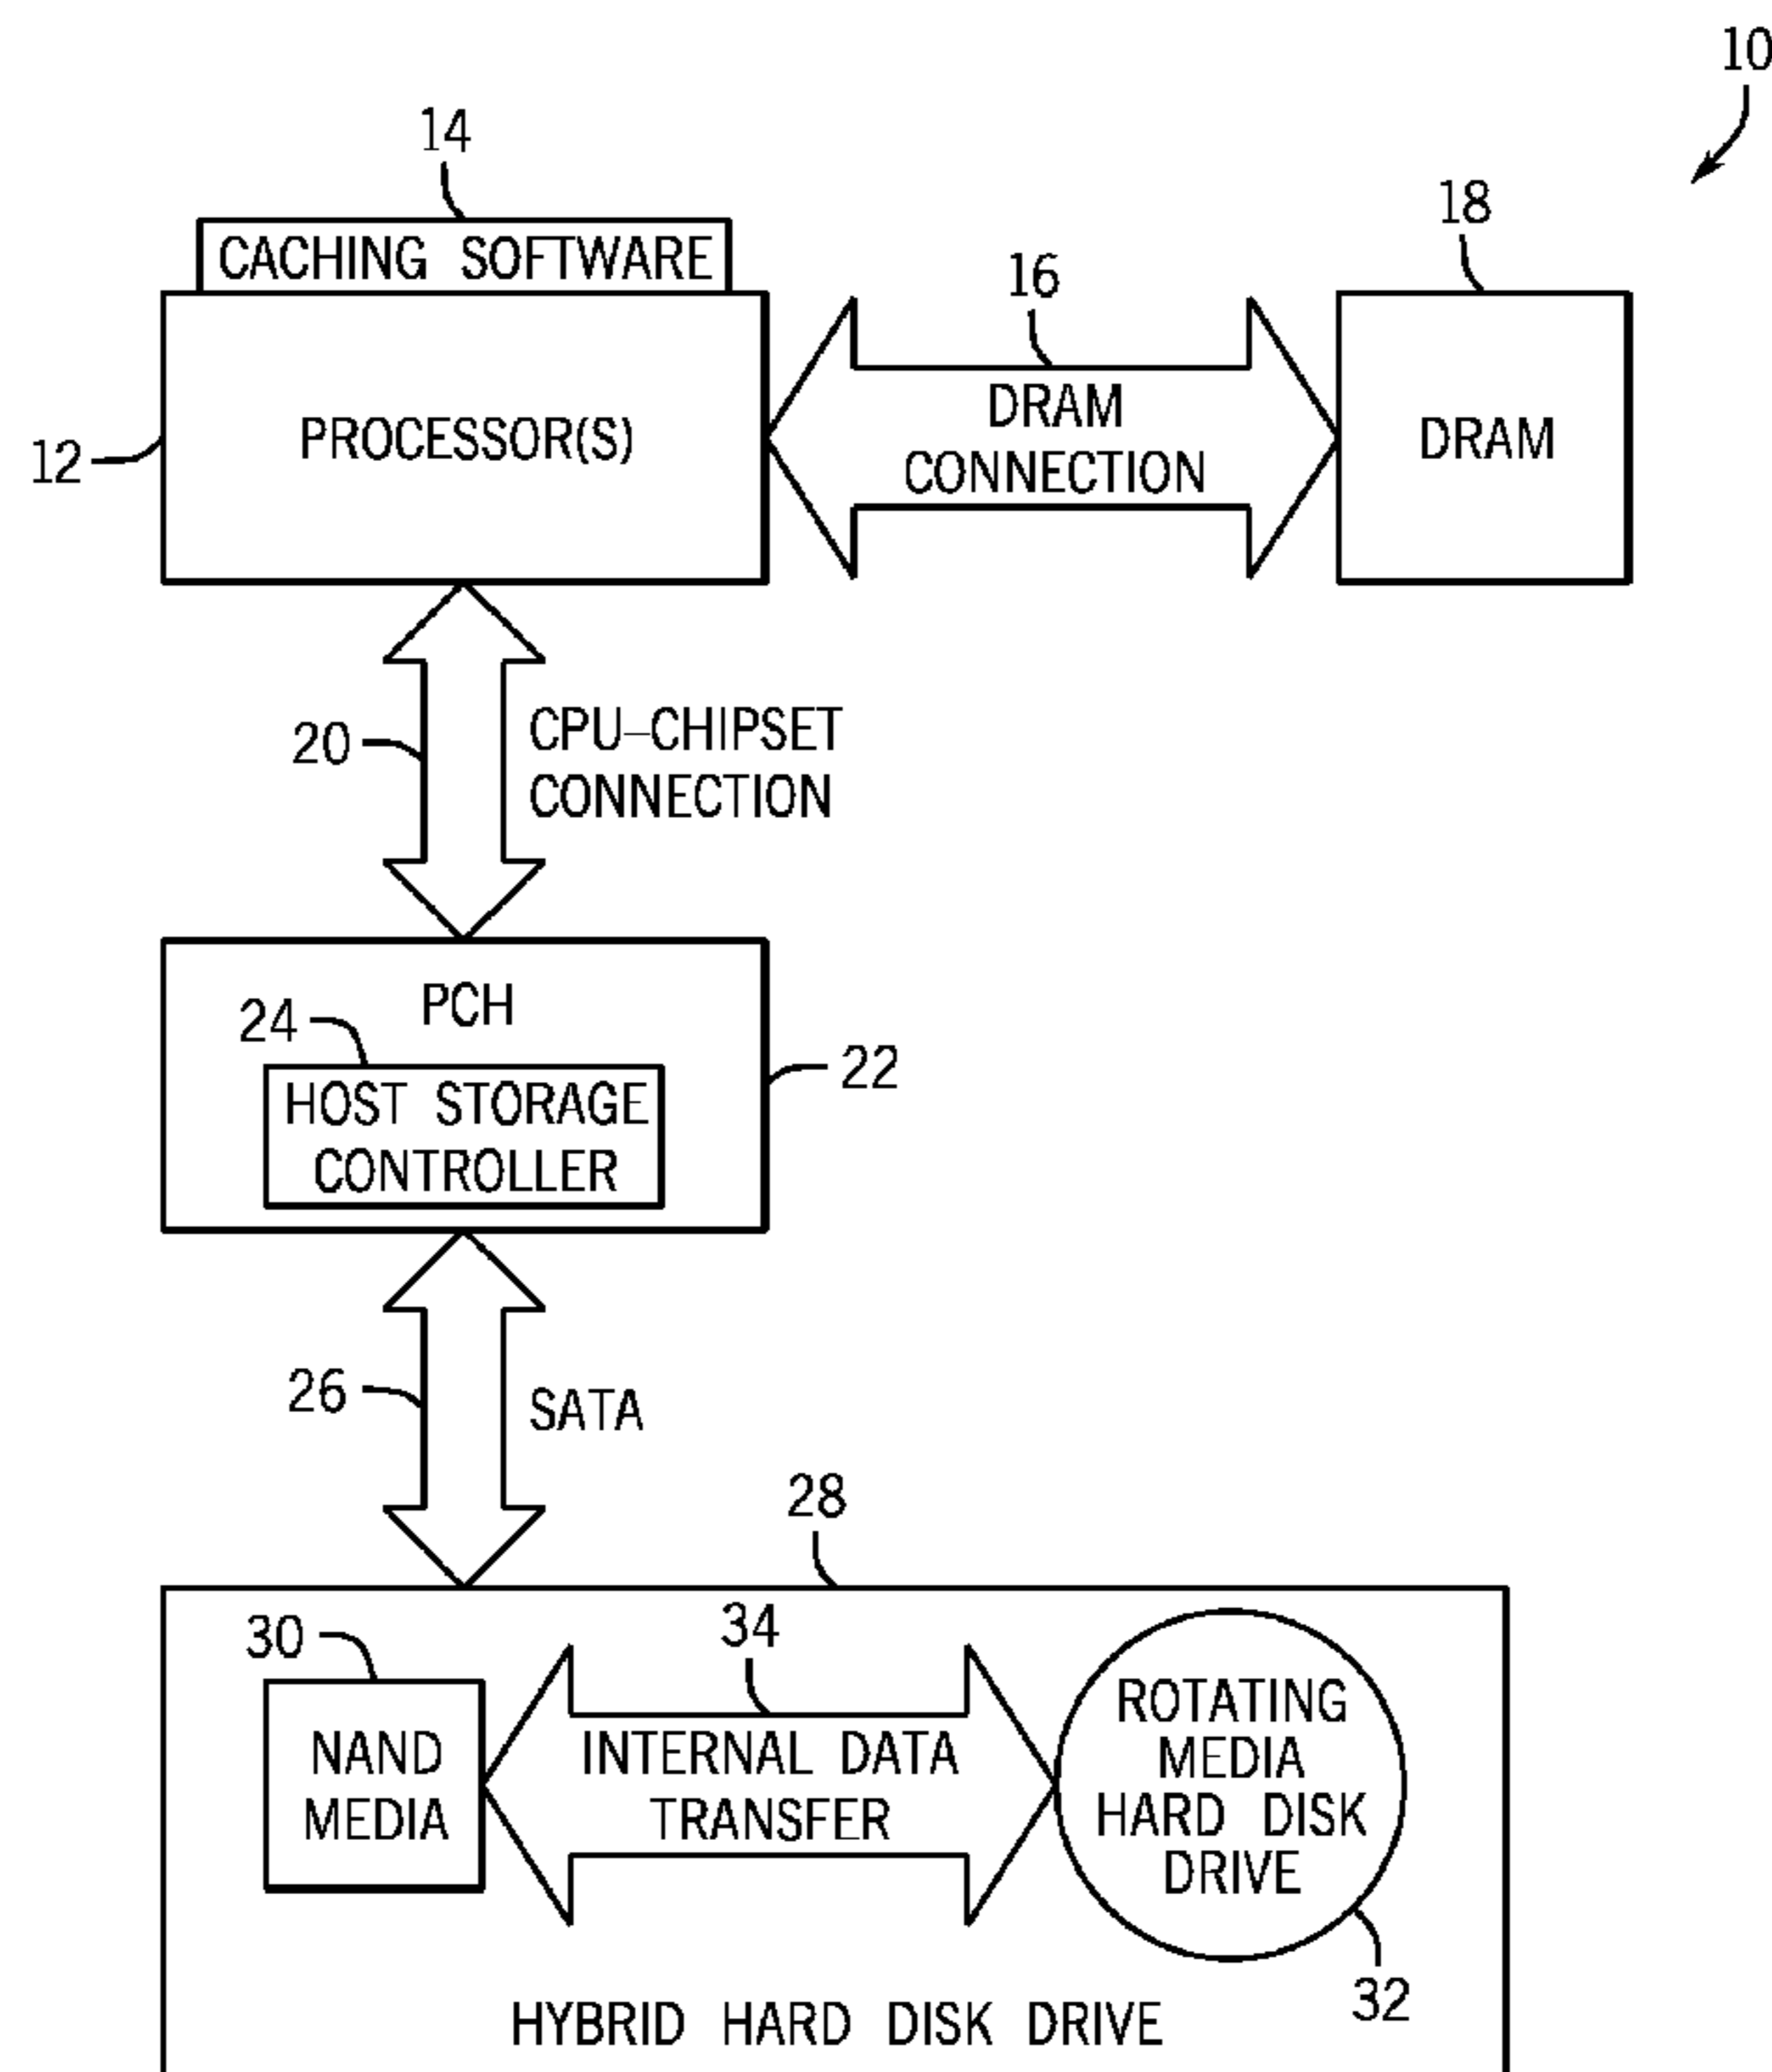 10
14
CACHING SOFTWARE
18
16
PROCESSOR(S)
DRAM
CONNECTION
DRAM
12
20
CPU–CHIPSET
CONNECTION
PCH
24
22
HOST STORAGE
CONTROLLER
26
SATA
28
30
34
NAND
MEDIA
INTERNAL DATA
TRANSFER
ROTATING
MEDIA
HARD DISK
DRIVE
32
HYBRID HARD DISK DRIVE